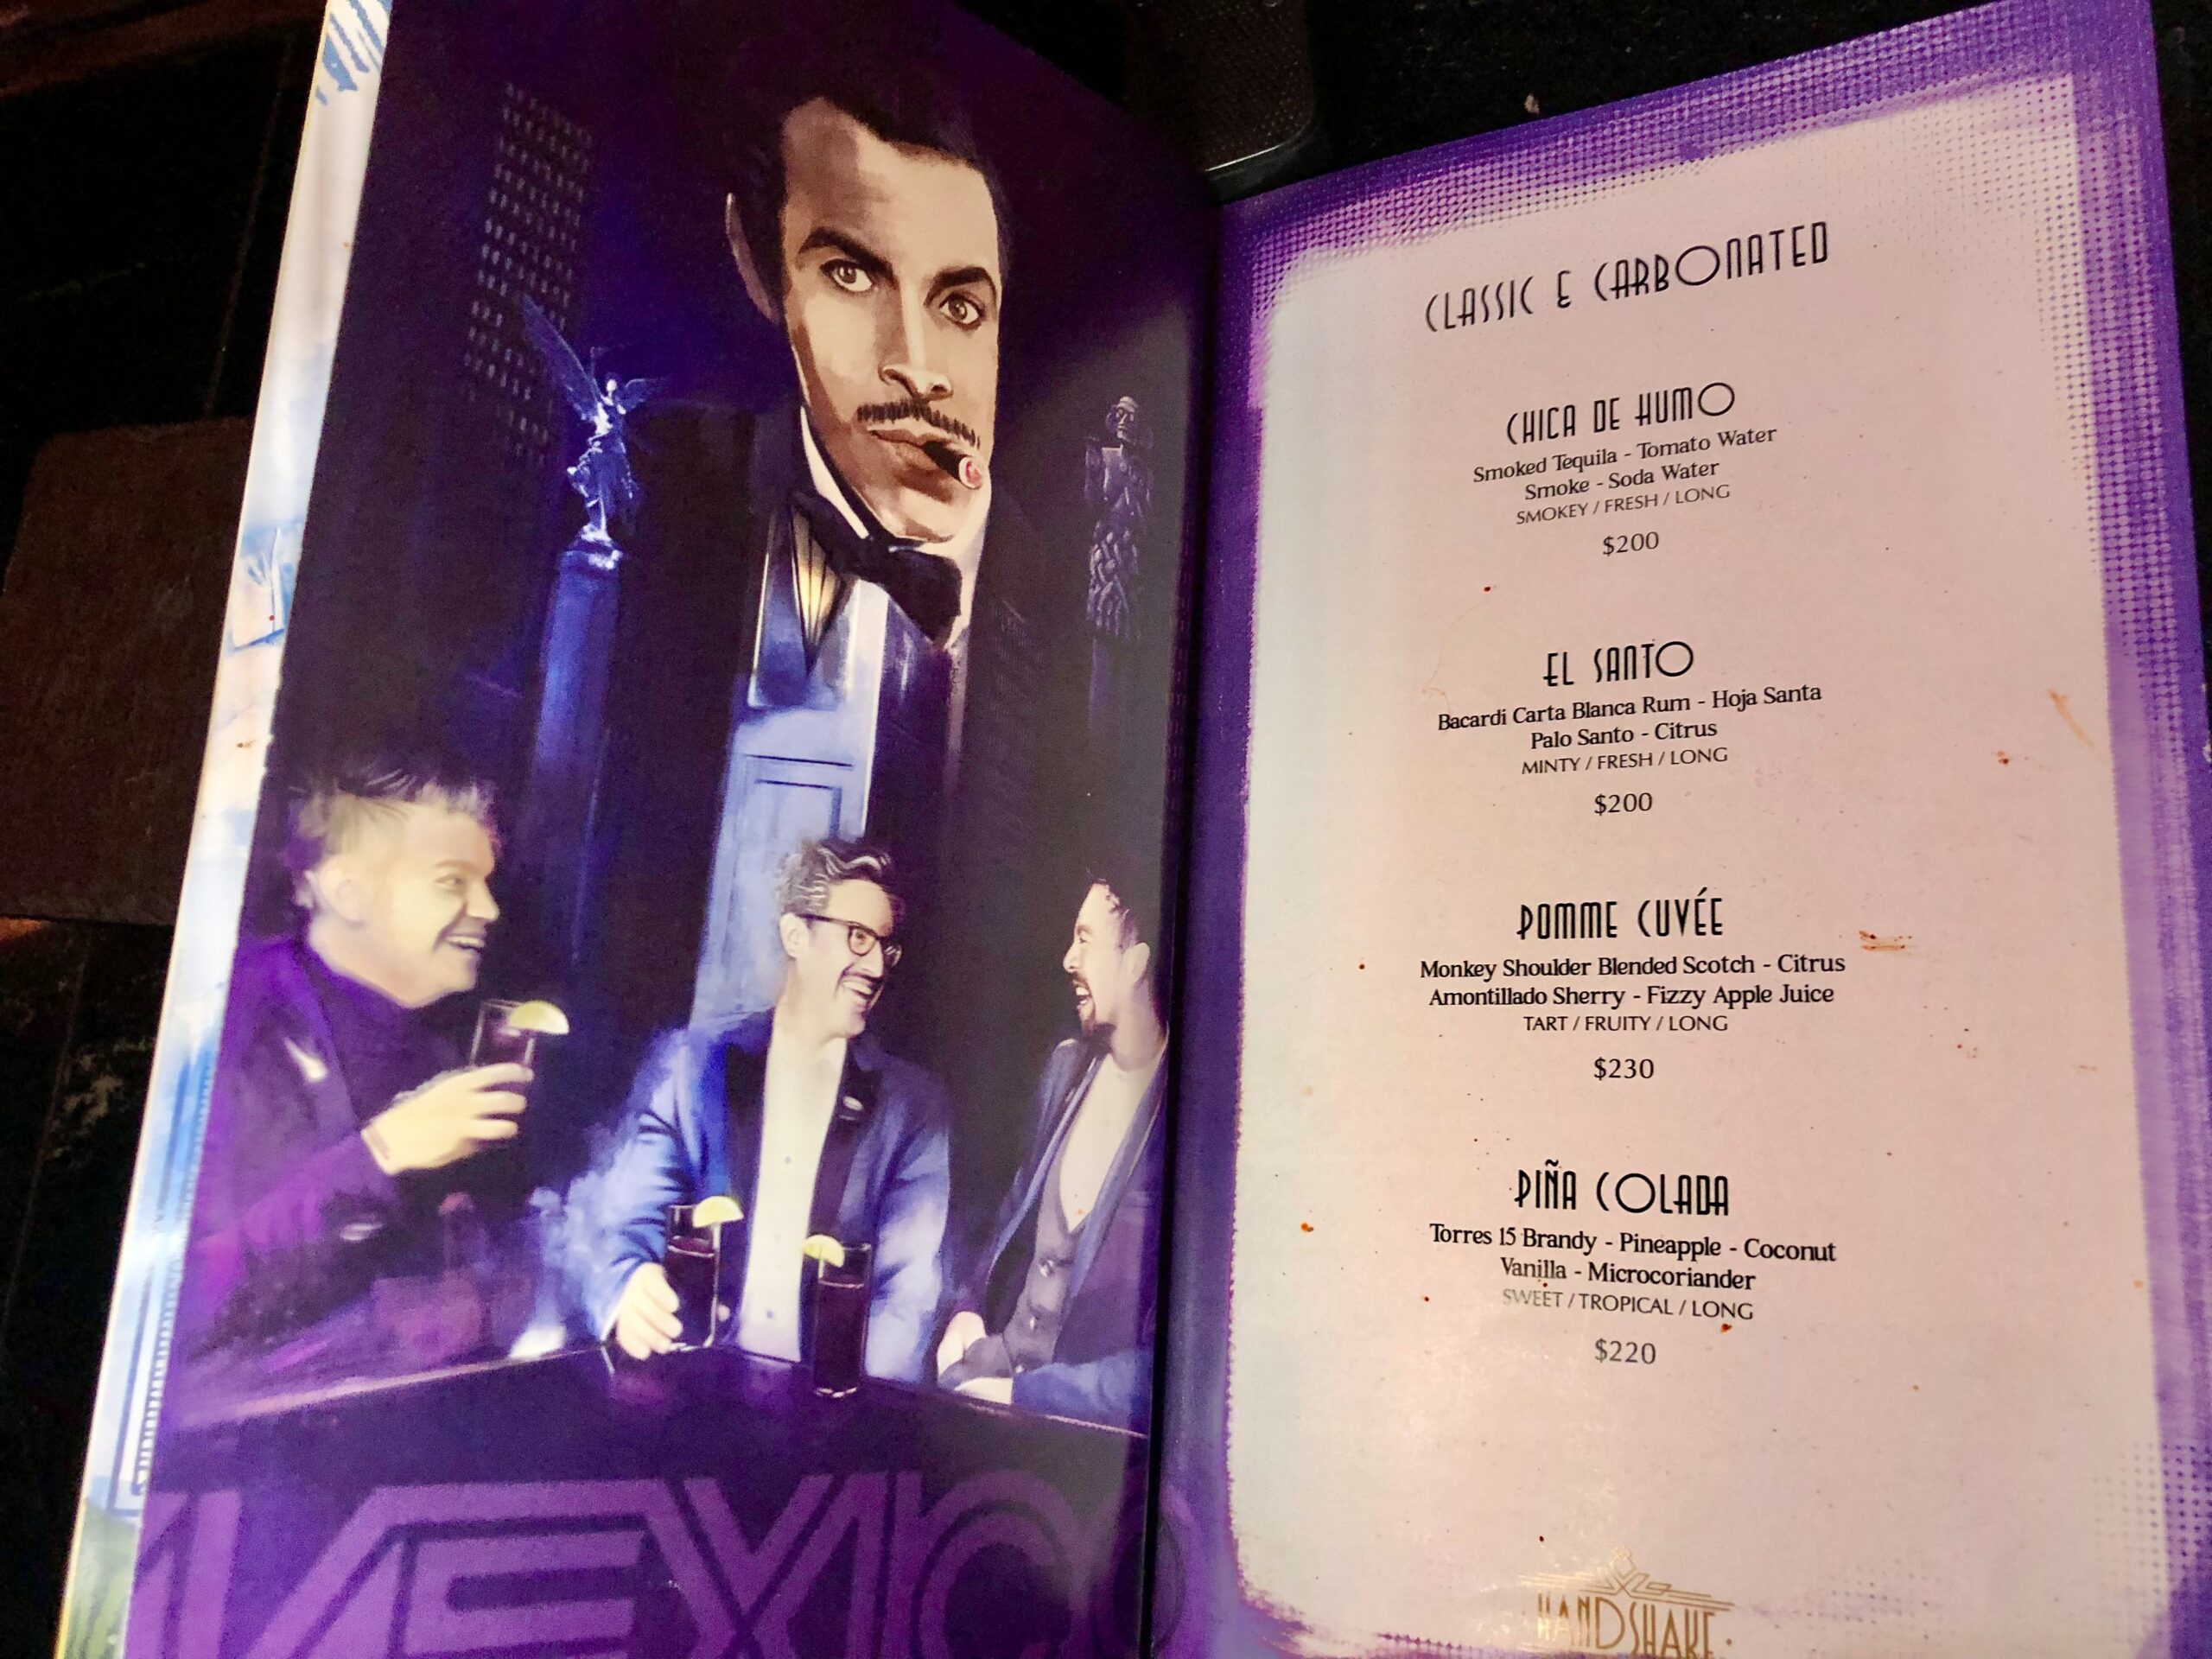 MEXICO
CLASSIC E CARBONATED
CHICA DE HUMO
Smoked Tequila - Tomato Water
Smoke - Soda Water
SMOKEY / FRESH / LONG
$200
EL SANTO
Bacardi Carta Blanca Rum - Hoja Santa
Palo Santo - Citrus
MINTY / FRESH / LONG
$200
POMME CUVÉE
Monkey Shoulder Blended Scotch - Citrus
Amontillado Sherry - Fizzy Apple Juice
TART / FRUITY / LONG
$230
PIÑA COLADA
Torres 15 Brandy - Pineapple - Coconut
Vanilla - Microcoriander
SWEET / TROPICAL / LONG
$220
HANDSHAKE